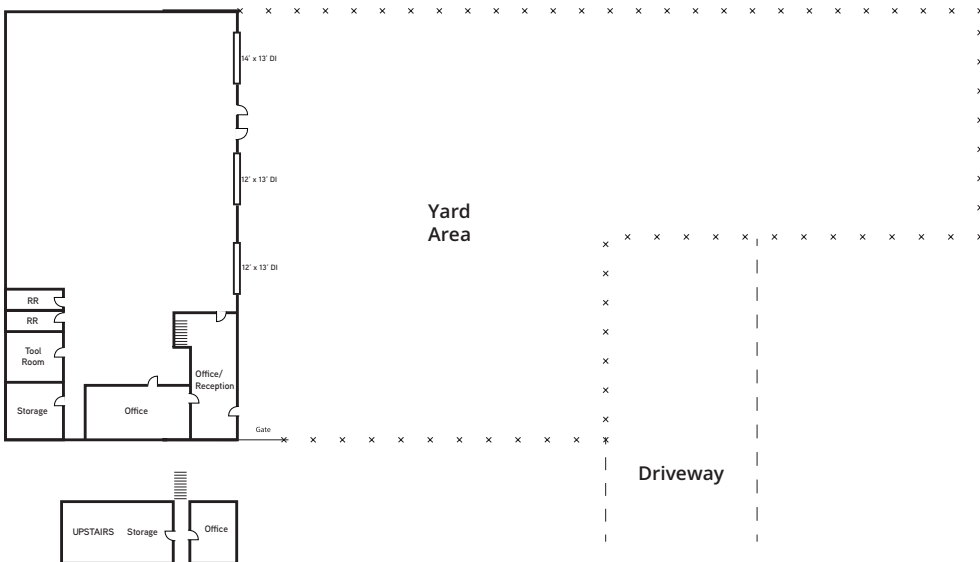 14' x 13' DI
12' x 13' DI
Yard
Area
12' x 13' DI
RR
RR
Tool
Room
Office/
Reception
Storage
Office
Gate
Driveway
UPSTAIRS Storage
Office